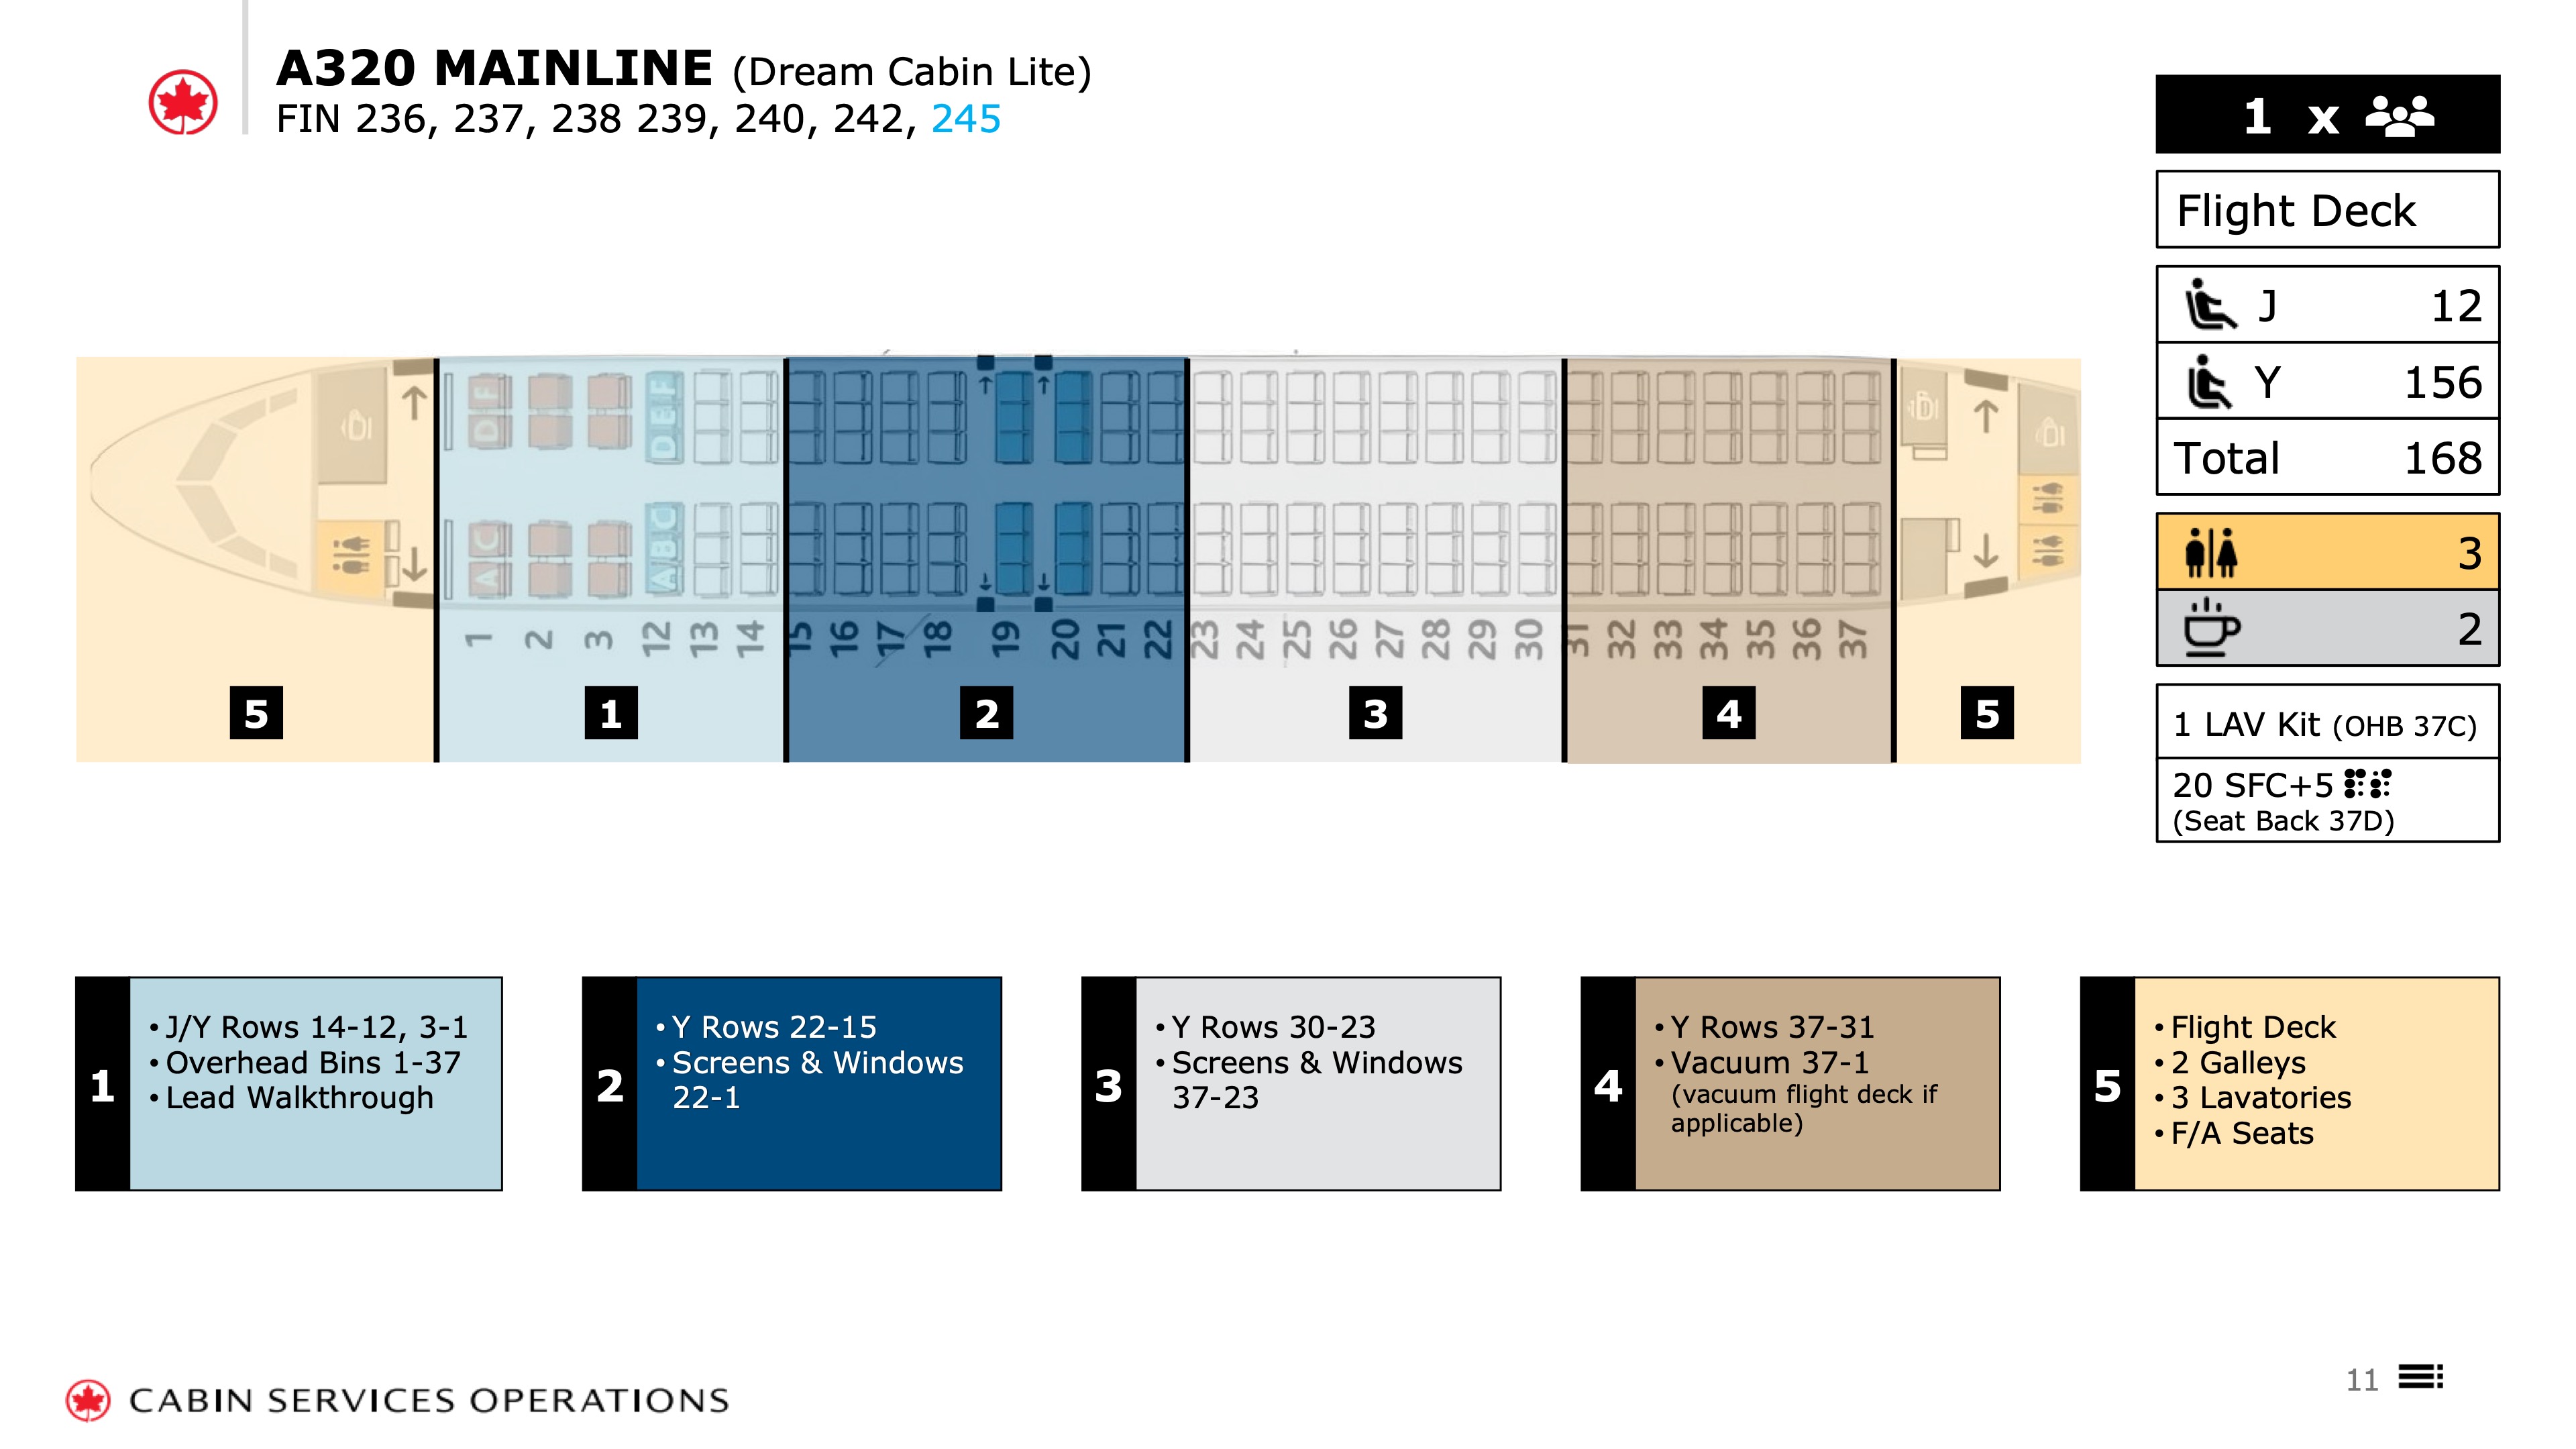 A320 MAINLINE (Dream Cabin Lite)
FIN 236, 237, 238 239, 240, 242, 245
1 x
Flight Deck
J 12
Y 156
Total 168
3
2
1 LAV Kit (OHB 37C)
20 SFC+5
(Seat Back 37D)
D F D E F
A C A B C
1 2 3 12 13 14 15 16 17 18 19 20 21 22 23 24 25 26 27 28 29 30 31 32 33 34 35 36 37
5 1 2 3 4 5
1
• J/Y Rows 14-12, 3-1
• Overhead Bins 1-37
• Lead Walkthrough
2
• Y Rows 22-15
• Screens & Windows
22-1
3
• Y Rows 30-23
• Screens & Windows
37-23
4
• Y Rows 37-31
• Vacuum 37-1
(vacuum flight deck if
applicable)
5
• Flight Deck
• 2 Galleys
• 3 Lavatories
• F/A Seats
CABIN SERVICES OPERATIONS
11